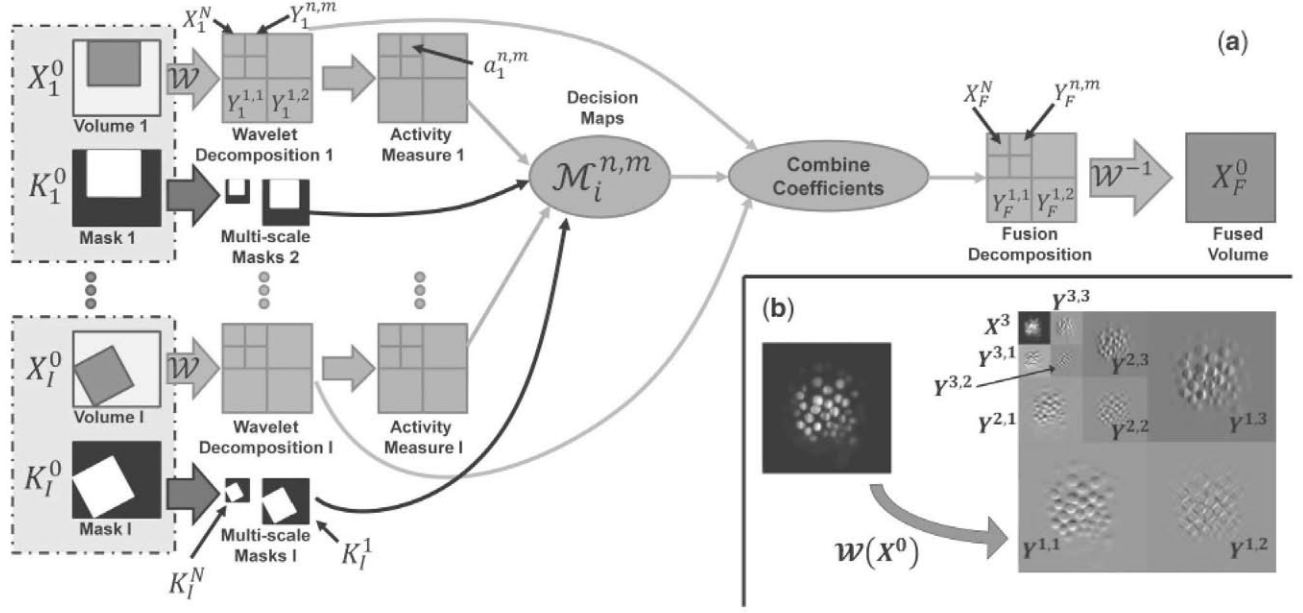 (a)
X_1^N
Y_1^{n,m}
X_1^0
𝒲
Y_1^{1,1}
Y_1^{1,2}
a_1^{n,m}
Volume 1
Wavelet
Decomposition 1
Activity
Measure 1
K_1^0
Mask 1
Multi-scale
Masks 2
Decision
Maps
ℳ_i^{n,m}
Combine
Coefficients
X_F^N
Y_F^{n,m}
Y_F^{1,1}
Y_F^{1,2}
𝒲^{-1}
X_F^0
Fusion
Decomposition
Fused
Volume
X_I^0
𝒲
Volume I
Wavelet
Decomposition I
Activity
Measure I
K_I^0
Mask I
Multi-scale
Masks I
K_I^N
K_I^1
(b)
Y^{3,3}
X^3
Y^{3,1}
Y^{3,2}
Y^{2,3}
Y^{2,1}
Y^{2,2}
Y^{1,3}
𝒲(X^0)
Y^{1,1}
Y^{1,2}